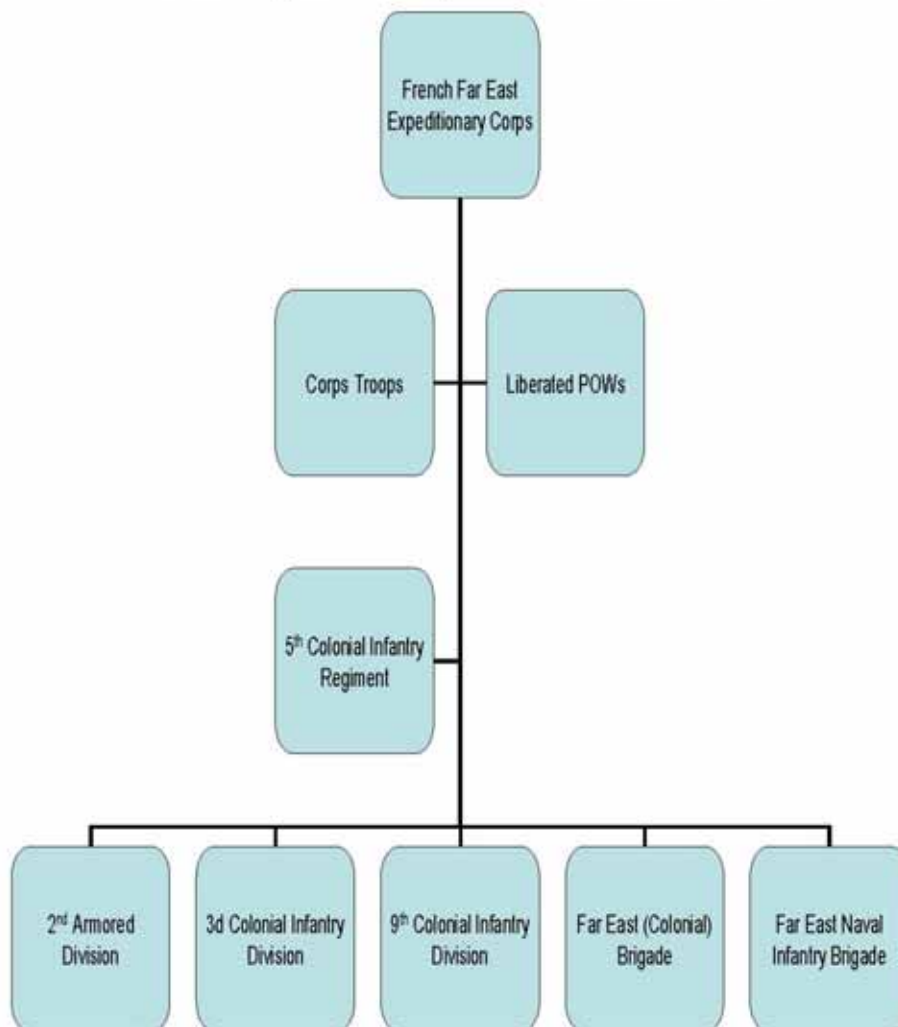 French Far East
Expeditionary Corps
Corps Troops
Liberated POWs
5th Colonial Infantry
Regiment
2nd Armored
Division
3d Colonial Infantry
Division
9th Colonial Infantry
Division
Far East (Colonial)
Brigade
Far East Naval
Infantry Brigade